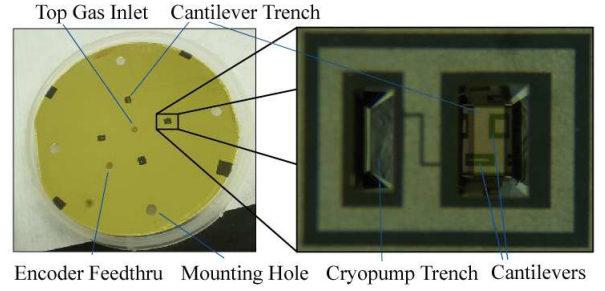 Top Gas Inlet Cantilever Trench
Encoder Feedthru Mounting Hole Cryopump Trench Cantilevers